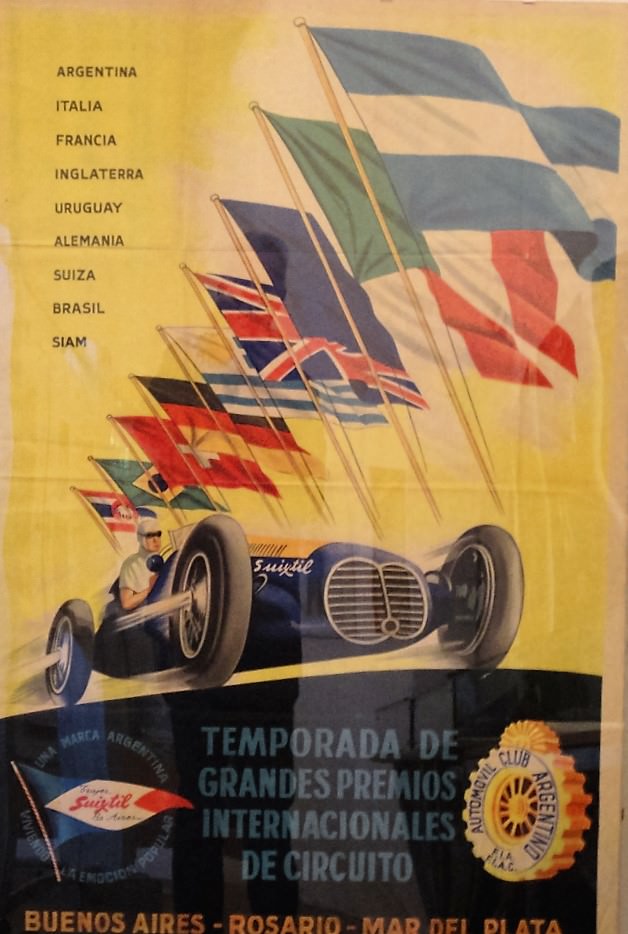 ARGENTINA
ITALIA
FRANCIA
INGLATERRA
URUGUAY
ALEMANIA
SUIZA
BRASIL
SIAM
Suixtil
TEMPORADA DE
GRANDES PREMIOS
INTERNACIONALES
DE CIRCUITO
UNA MARCA ARGENTINA
Suixtil
VIVIENDO LA EMOCION POPULAR
AUTOMOVIL CLUB ARGENTINO
F.I.A.
BUENOS AIRES - ROSARIO - MAR DEL PLATA